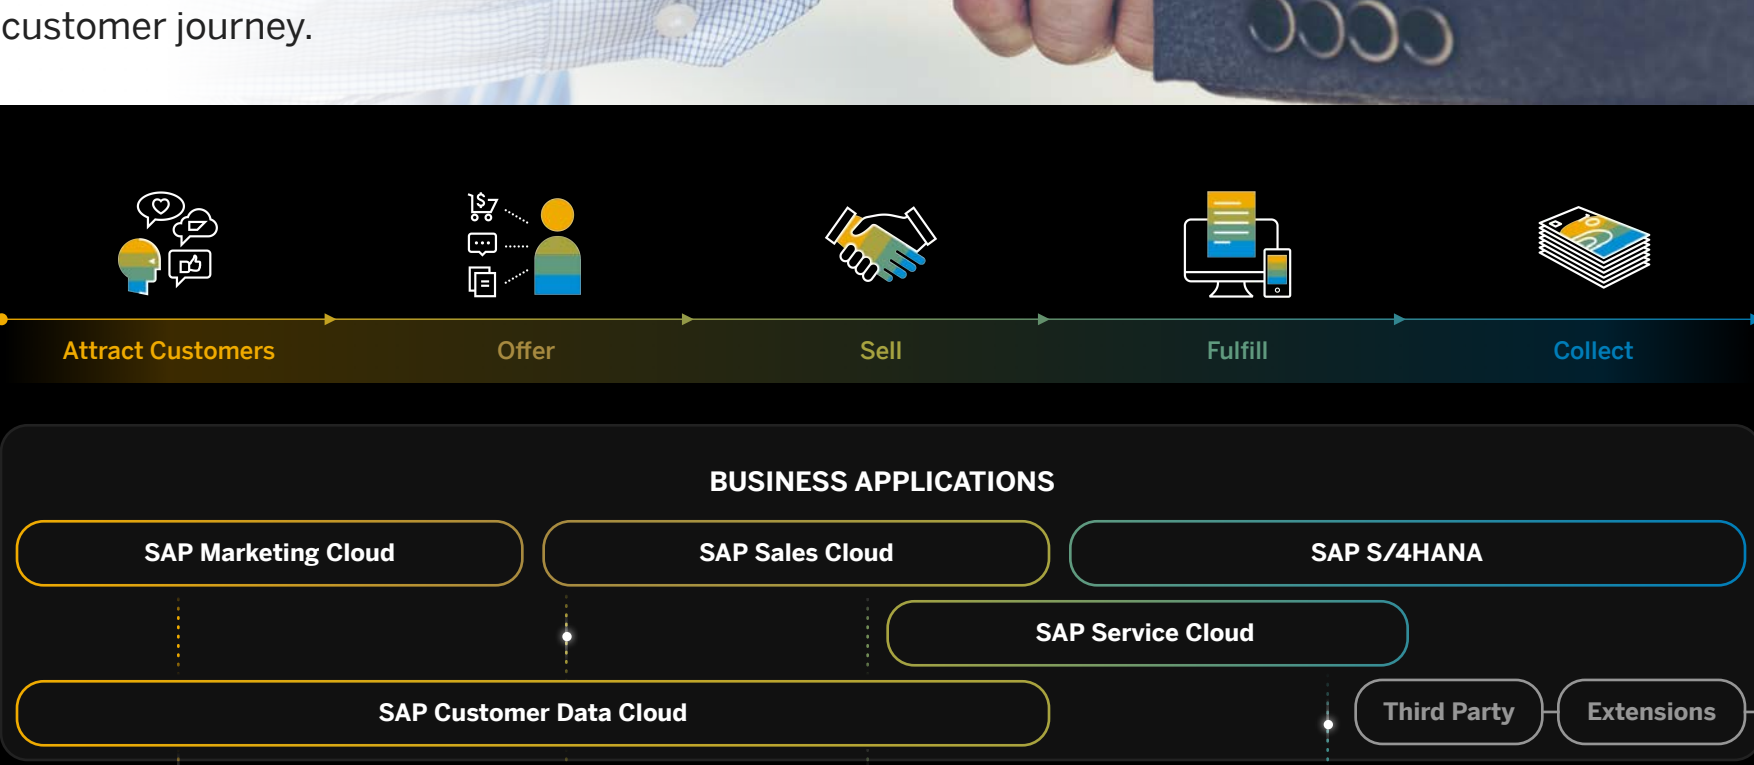 customer journey.
Attract Customers
Offer
Sell
Fulfill
Collect
BUSINESS APPLICATIONS
SAP Marketing Cloud
SAP Sales Cloud
SAP S/4HANA
SAP Service Cloud
SAP Customer Data Cloud
Third Party
Extensions